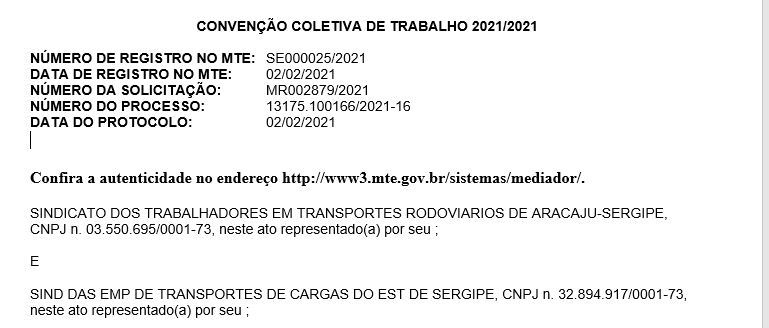 CONVENÇÃO COLETIVA DE TRABALHO 2021/2021
NÚMERO DE REGISTRO NO MTE: SE000025/2021
DATA DE REGISTRO NO MTE: 02/02/2021
NÚMERO DA SOLICITAÇÃO: MR002879/2021
NÚMERO DO PROCESSO: 13175.100166/2021-16
DATA DO PROTOCOLO: 02/02/2021
Confira a autenticidade no endereço http://www3.mte.gov.br/sistemas/mediador/.
SINDICATO DOS TRABALHADORES EM TRANSPORTES RODOVIARIOS DE ARACAJU-SERGIPE,
CNPJ n. 03.550.695/0001-73, neste ato representado(a) por seu ;
E
SIND DAS EMP DE TRANSPORTES DE CARGAS DO EST DE SERGIPE, CNPJ n. 32.894.917/0001-73,
neste ato representado(a) por seu ;